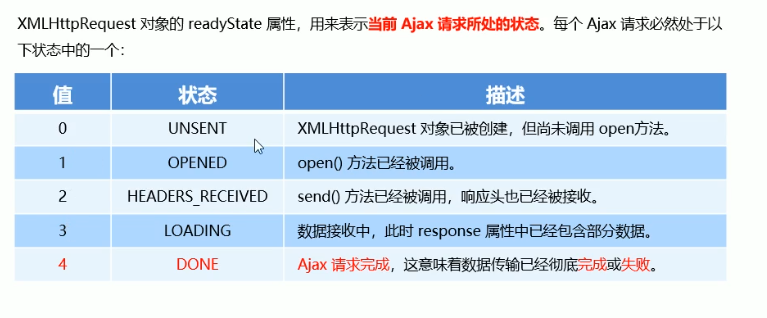 XMLHttpRequest 对象的 readyState 属性，用来表示当前 Ajax 请求所处的状态。每个 Ajax 请求必然处于以
下状态中的一个：
值 状态 描述
0 UNSENT XMLHttpRequest 对象已被创建，但尚未调用 open方法。
1 OPENED open() 方法已经被调用。
2 HEADERS_RECEIVED send() 方法已经被调用，响应头也已经被接收。
3 LOADING 数据接收中，此时 response 属性中已经包含部分数据。
4 DONE Ajax 请求完成，这意味着数据传输已经彻底完成或失败。